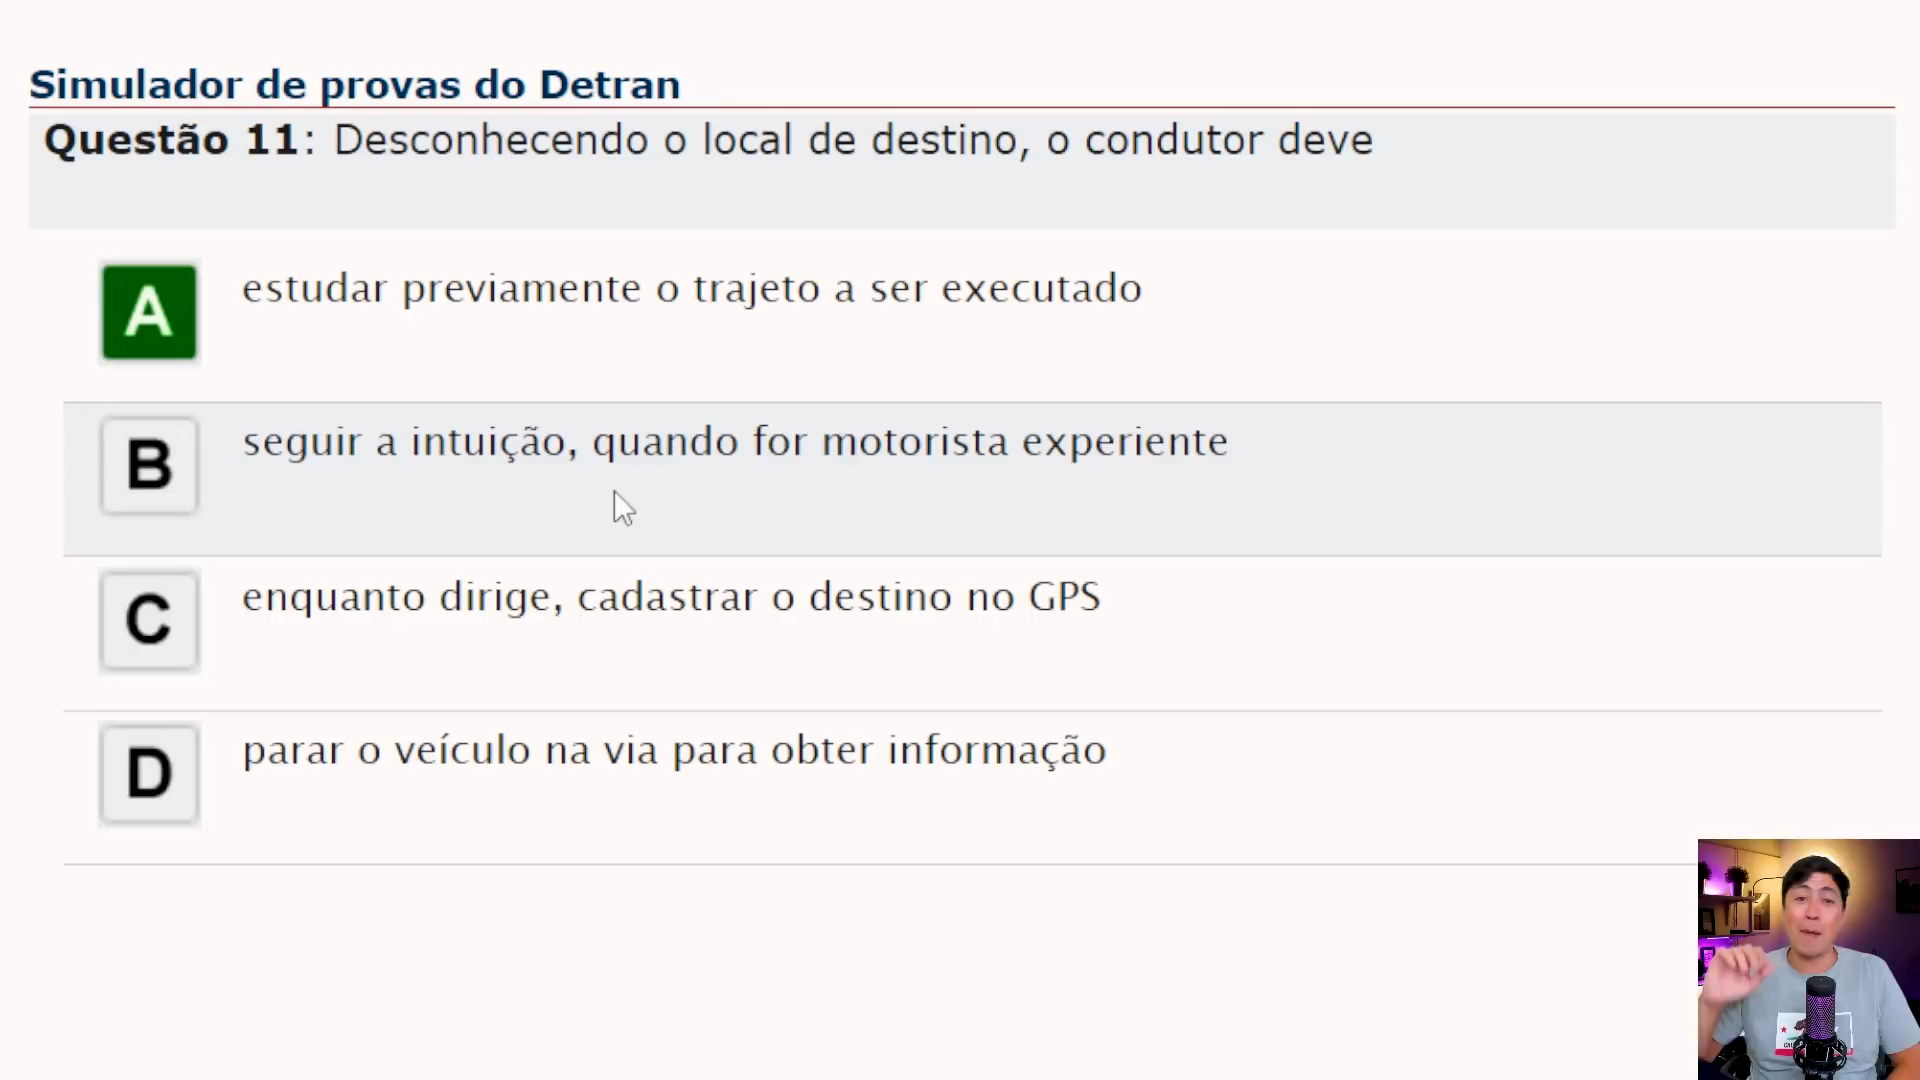 Simulador de provas do Detran
Questão 11: Desconhecendo o local de destino, o condutor deve
A estudar previamente o trajeto a ser executado
B seguir a intuição, quando for motorista experiente
C enquanto dirige, cadastrar o destino no GPS
D parar o veículo na via para obter informação